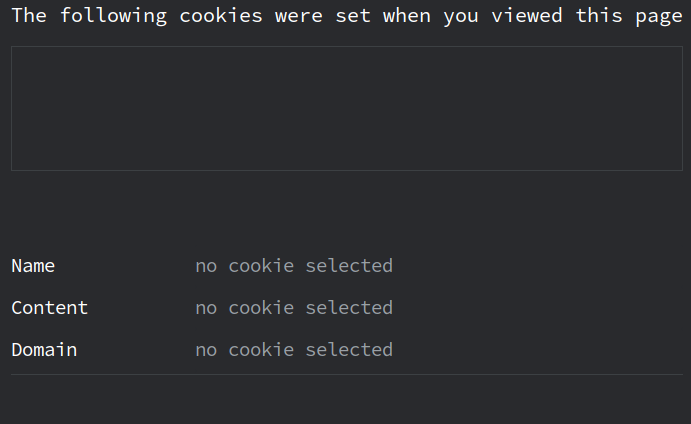 The following cookies were set when you viewed this page
Name no cookie selected
Content no cookie selected
Domain no cookie selected